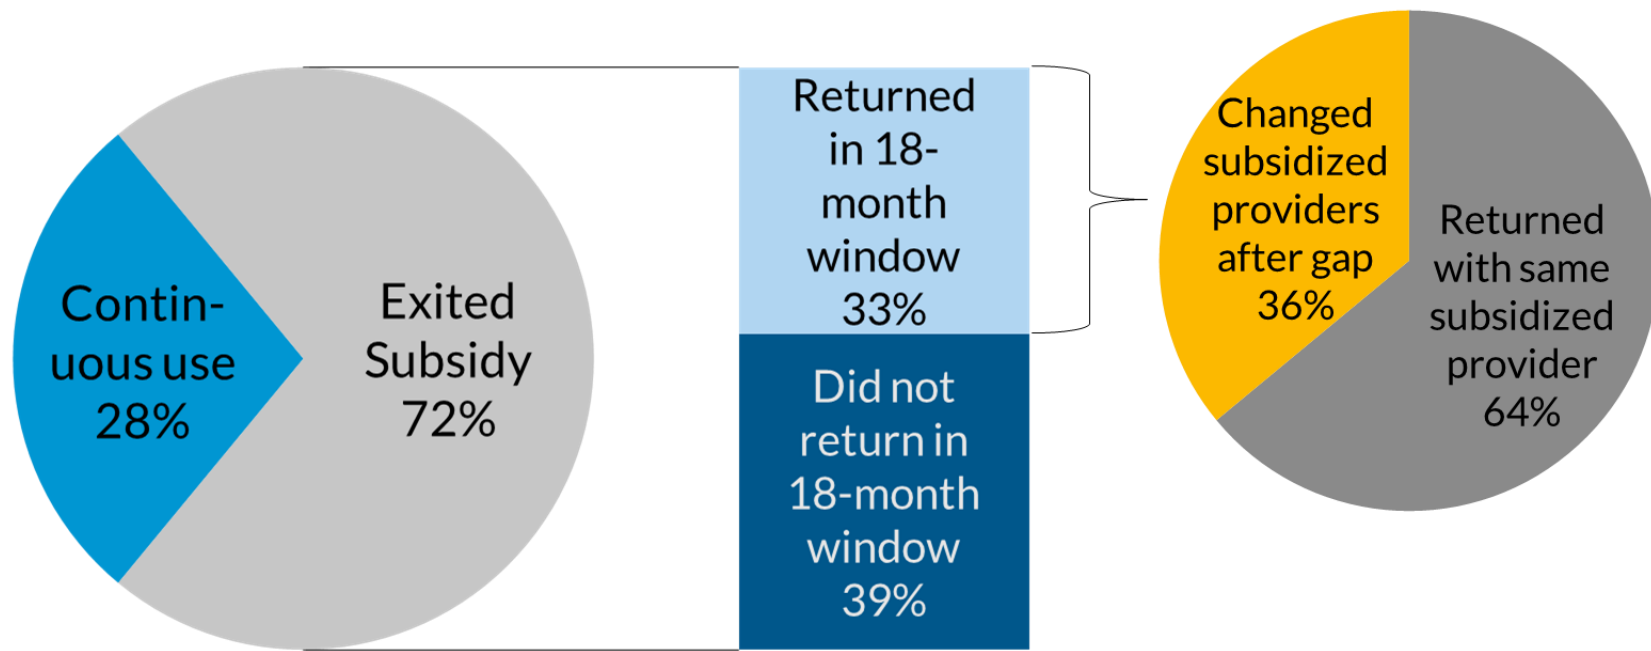 Contin-
uous use
28%
Exited
Subsidy
72%
Returned
in 18-
month
window
33%
Did not
return in
18-month
window
39%
Changed
subsidized
providers
after gap
36%
Returned
with same
subsidized
provider
64%